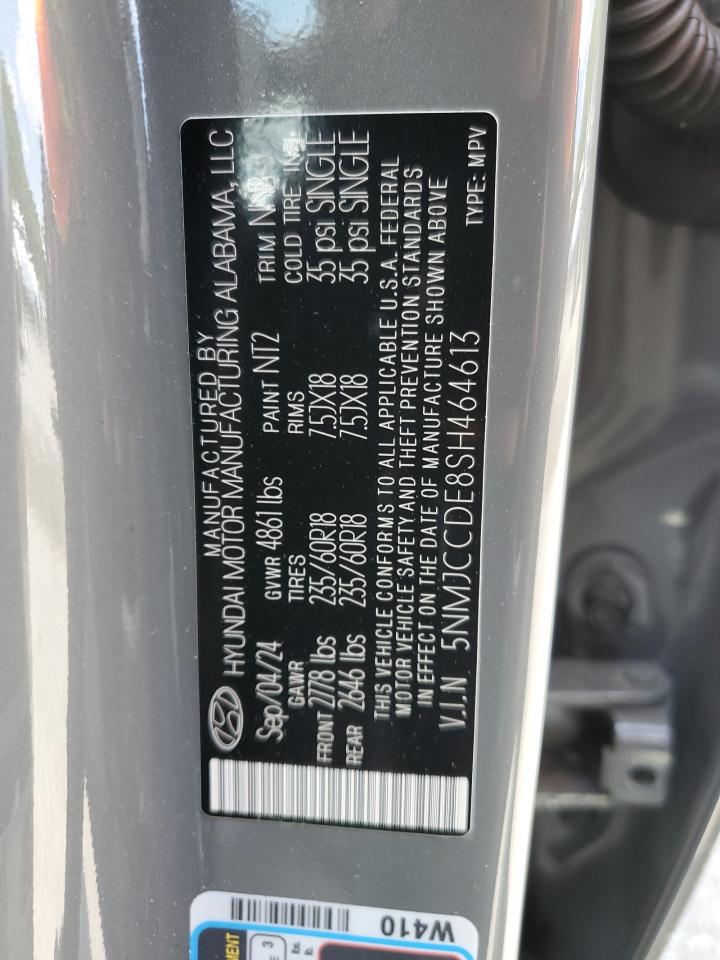 MANUFACTURED BY
HYUNDAI MOTOR MANUFACTURING ALABAMA, LLC
Sep/04/24 GVWR 4861 lbs PAINT NT2 TRIM
GAWR TIRES RIMS COLD TIRE
FRONT 2778 lbs 235/60R18 7.5JX18 35 psi SINGLE
REAR 2646 lbs 235/60R18 7.5JX18 35 psi SINGLE
THIS VEHICLE CONFORMS TO ALL APPLICABLE U.S.A. FEDERAL
MOTOR VEHICLE SAFETY AND THEFT PREVENTION STANDARDS
IN EFFECT ON THE DATE OF MANUFACTURE SHOWN ABOVE
V.I.N 5NMJCCDE8SH464613
TYPE: MPV
W410